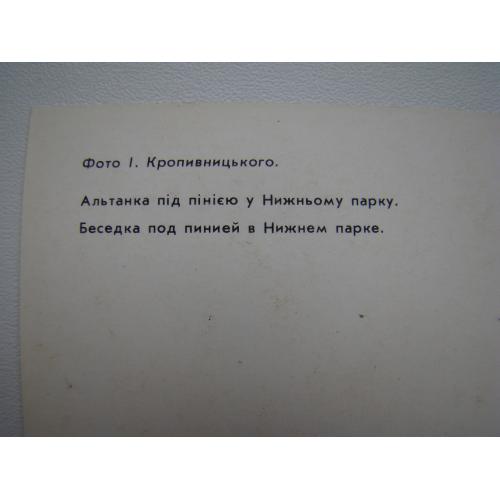 Фото І. Кропивницького.
Альтанка під пінією у Нижньому парку.
Беседка под пинией в Нижнем парке.